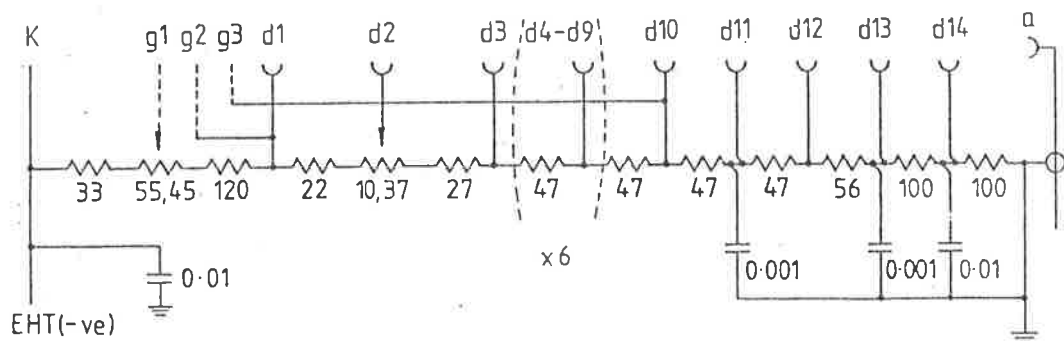 K g1 g2 g3 d1 d2 d3 d4-d9 d10 d11 d12 d13 d14 a
33 55,45 120 22 10,37 27 47 47 47 47 56 100 100
x 6
0·01 0·001 0·001 0·01
EHT(-ve)